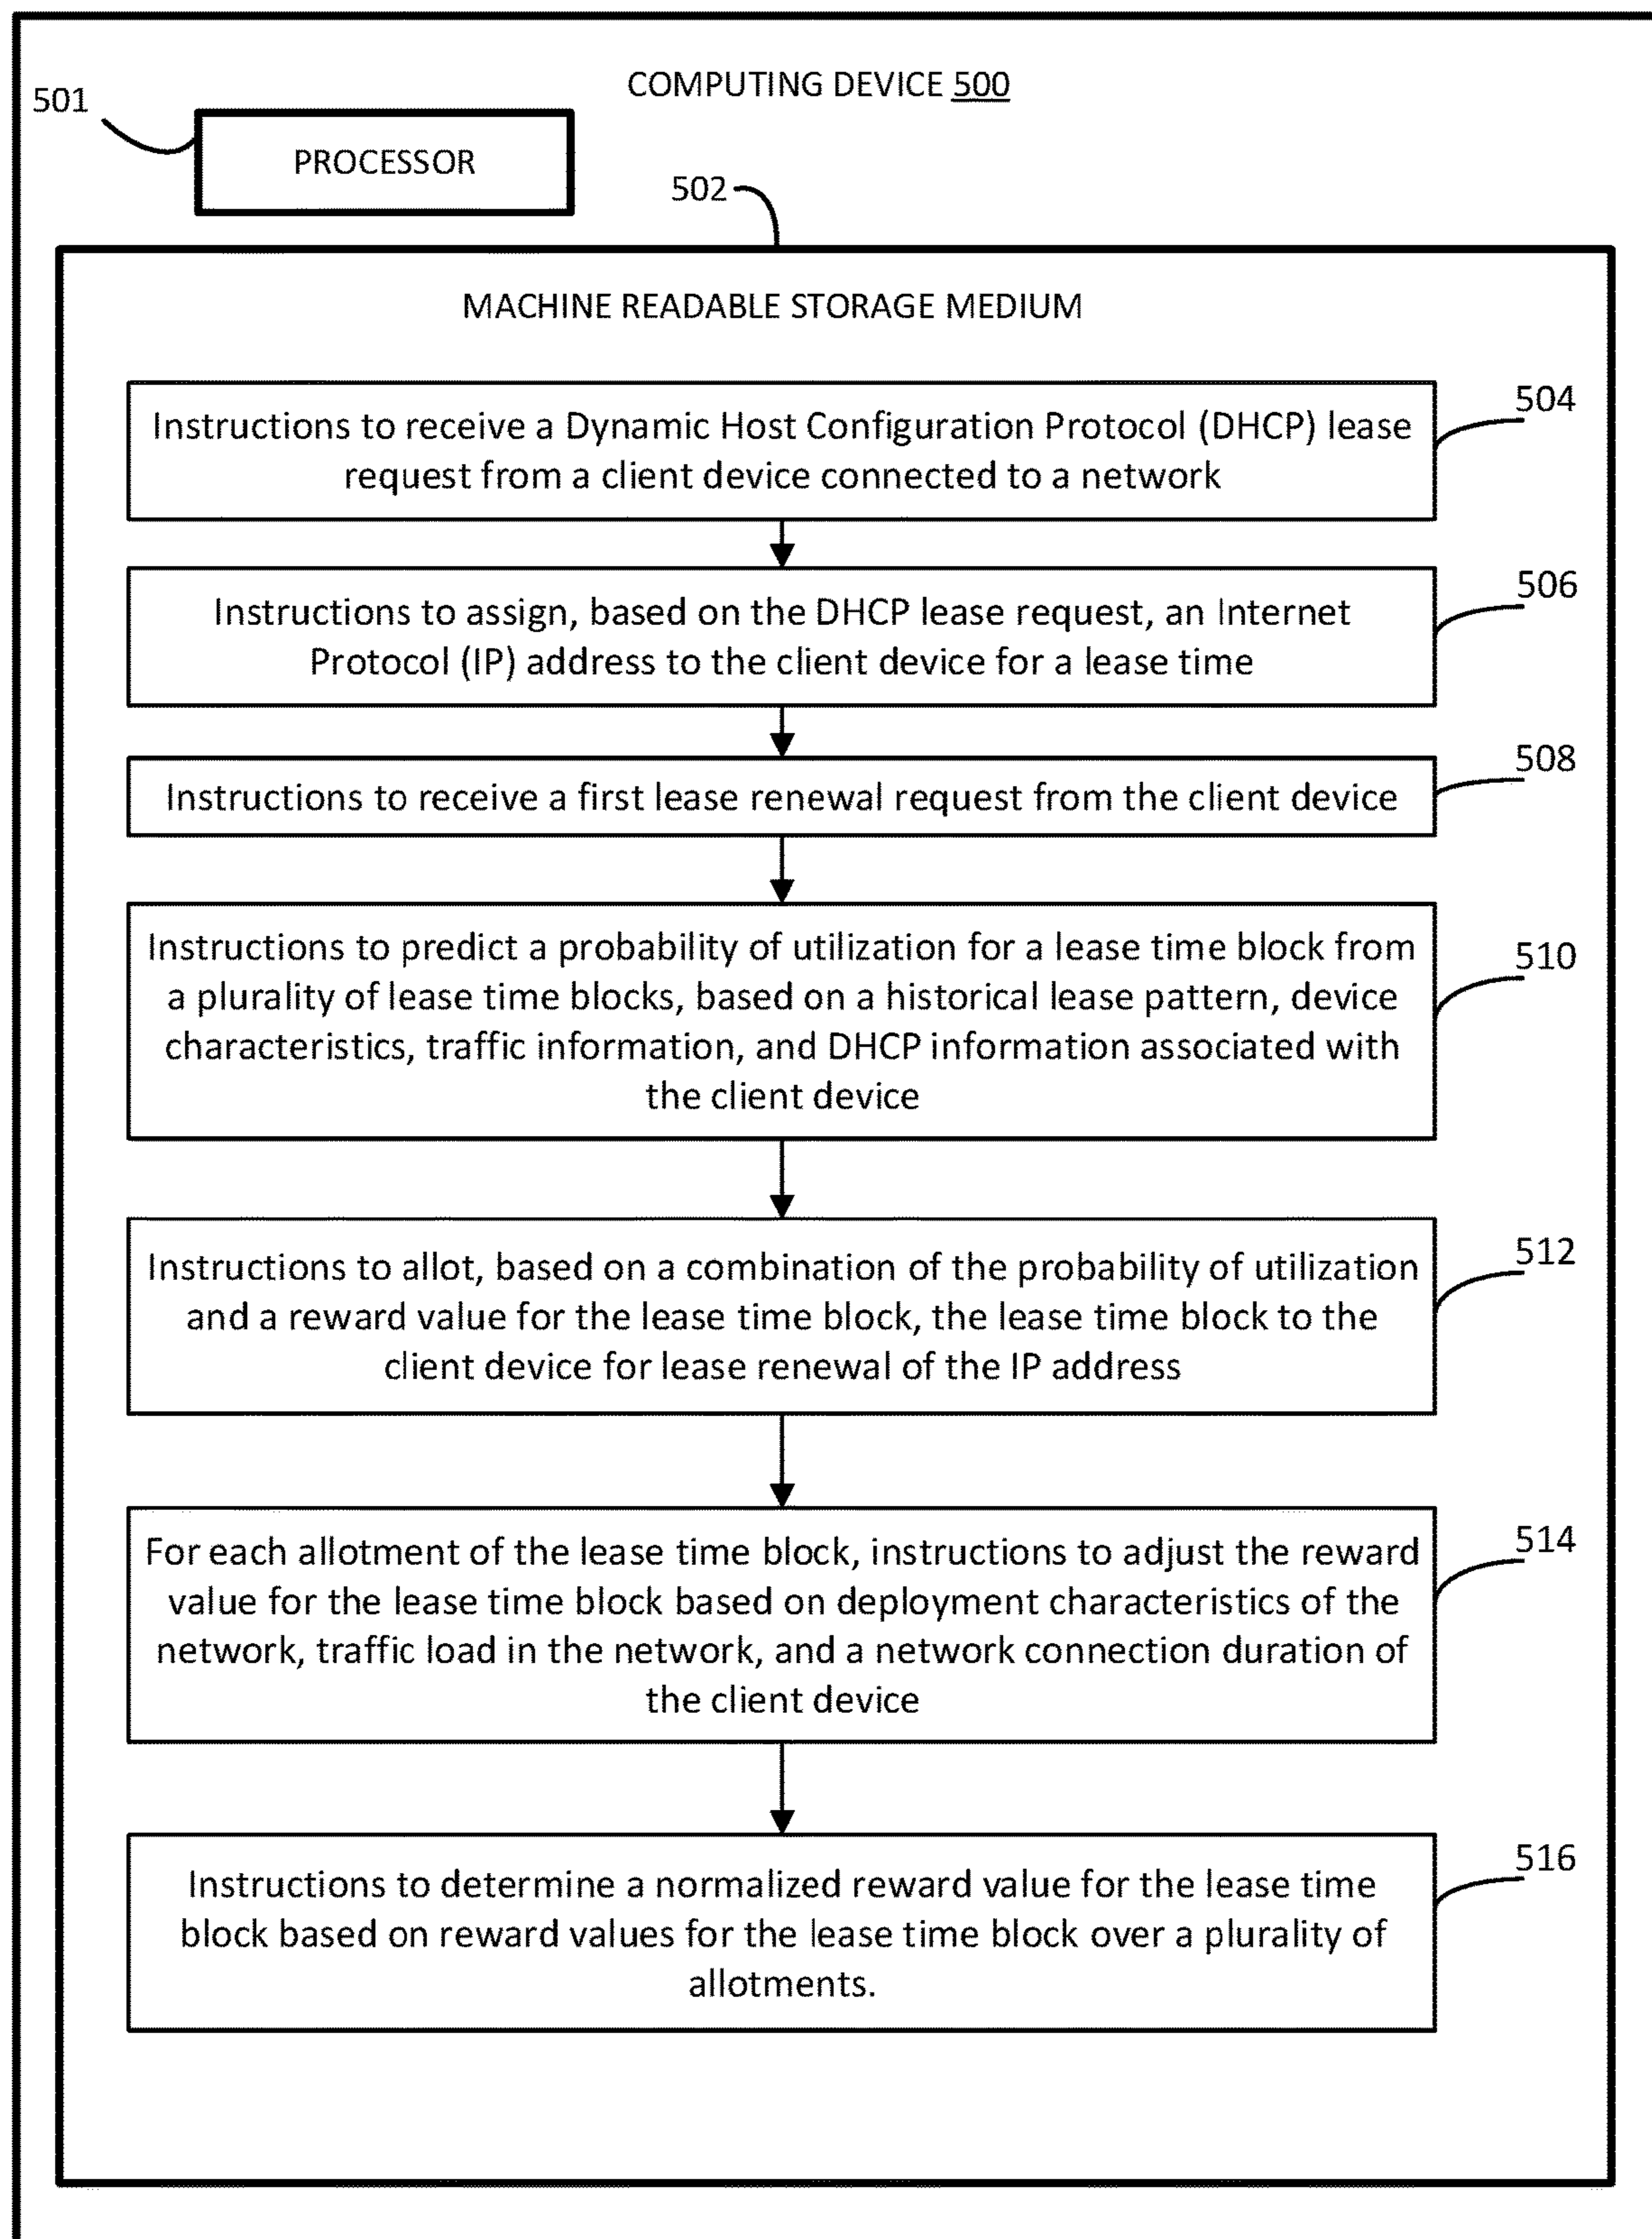 COMPUTING DEVICE 500
501
PROCESSOR
502
MACHINE READABLE STORAGE MEDIUM
504
Instructions to receive a Dynamic Host Configuration Protocol (DHCP) lease
request from a client device connected to a network
506
Instructions to assign, based on the DHCP lease request, an Internet
Protocol (IP) address to the client device for a lease time
508
Instructions to receive a first lease renewal request from the client device
510
Instructions to predict a probability of utilization for a lease time block from
a plurality of lease time blocks, based on a historical lease pattern, device
characteristics, traffic information, and DHCP information associated with
the client device
512
Instructions to allot, based on a combination of the probability of utilization
and a reward value for the lease time block, the lease time block to the
client device for lease renewal of the IP address
514
For each allotment of the lease time block, instructions to adjust the reward
value for the lease time block based on deployment characteristics of the
network, traffic load in the network, and a network connection duration of
the client device
516
Instructions to determine a normalized reward value for the lease time
block based on reward values for the lease time block over a plurality of
allotments.